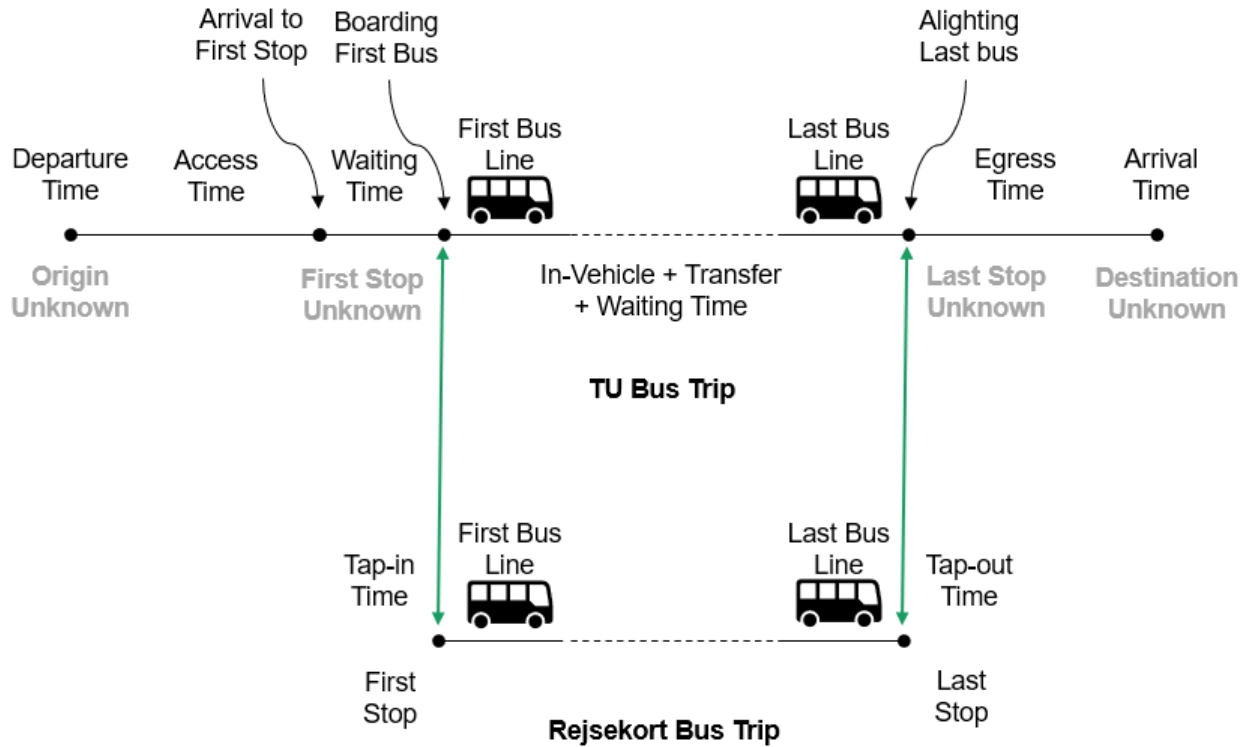 Arrival to
First Stop
Boarding
First Bus
Alighting
Last bus
Departure
Time
Access
Time
Waiting
Time
First Bus
Line
Last Bus
Line
Egress
Time
Arrival
Time
Origin
Unknown
First Stop
Unknown
In-Vehicle + Transfer
+ Waiting Time
Last Stop
Unknown
Destination
Unknown
TU Bus Trip
Tap-in
Time
First Bus
Line
Last Bus
Line
Tap-out
Time
First
Stop
Last
Stop
Rejsekort Bus Trip